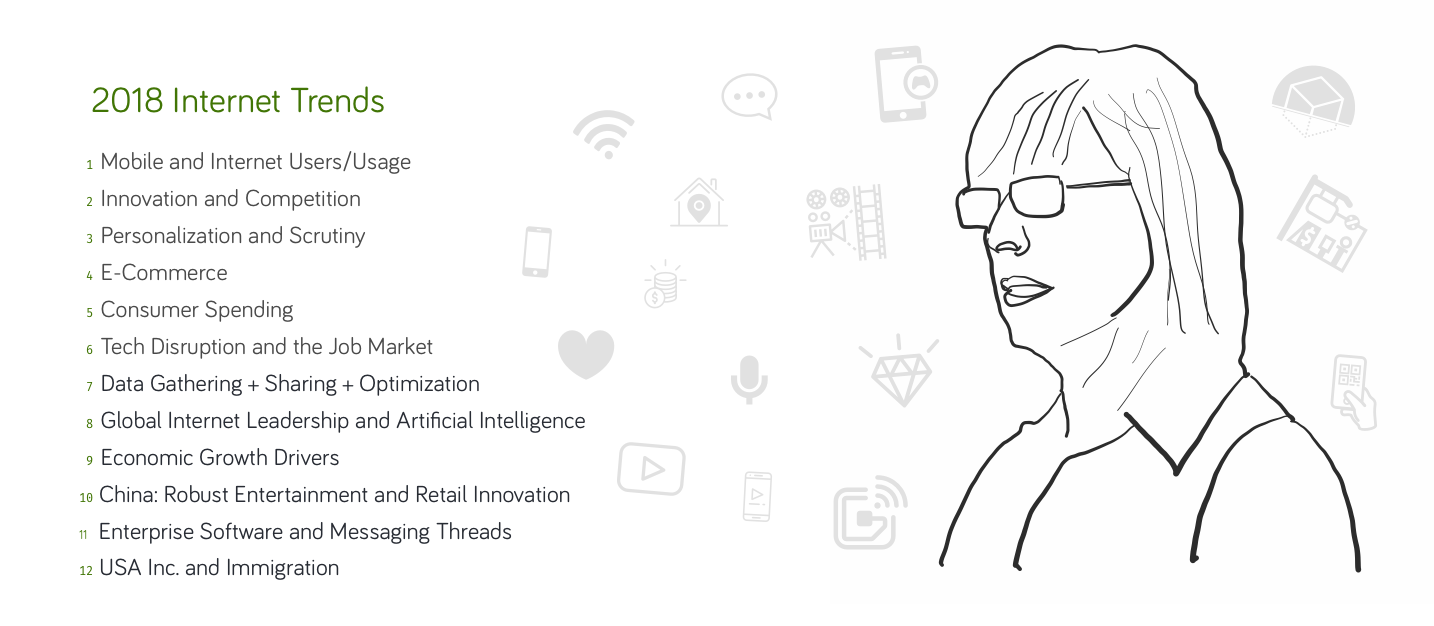 2018 Internet Trends
1 Mobile and Internet Users/Usage
2 Innovation and Competition
3 Personalization and Scrutiny
4 E-Commerce
5 Consumer Spending
6 Tech Disruption and the Job Market
7 Data Gathering + Sharing + Optimization
8 Global Internet Leadership and Artificial Intelligence
9 Economic Growth Drivers
10 China: Robust Entertainment and Retail Innovation
11 Enterprise Software and Messaging Threads
12 USA Inc. and Immigration